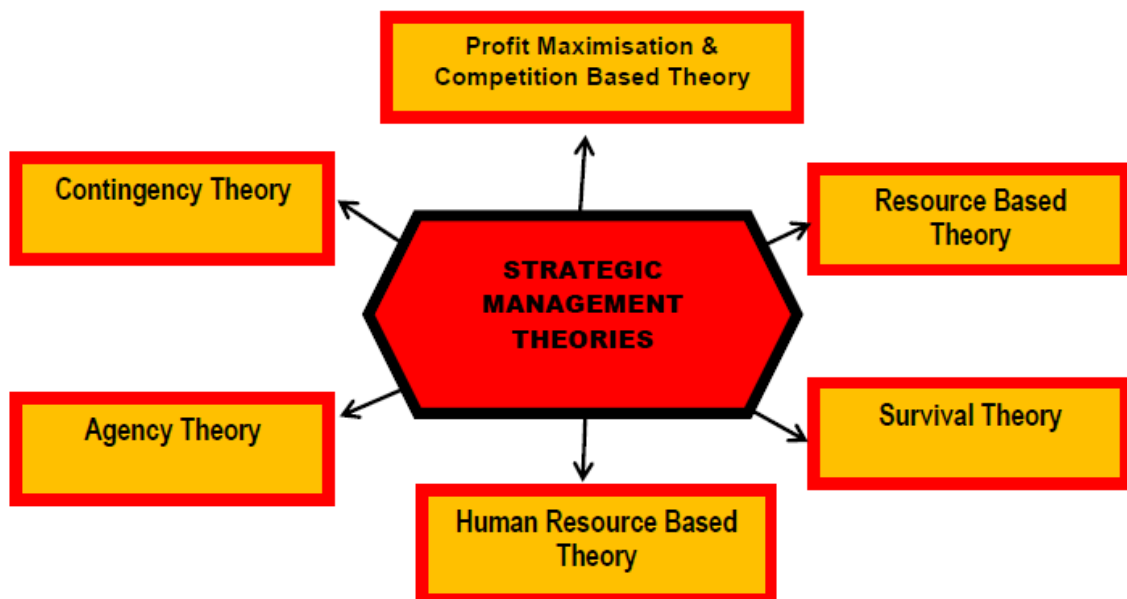 Profit Maximisation &
Competition Based Theory
Contingency Theory
Resource Based
Theory
STRATEGIC
MANAGEMENT
THEORIES
Agency Theory
Survival Theory
Human Resource Based
Theory